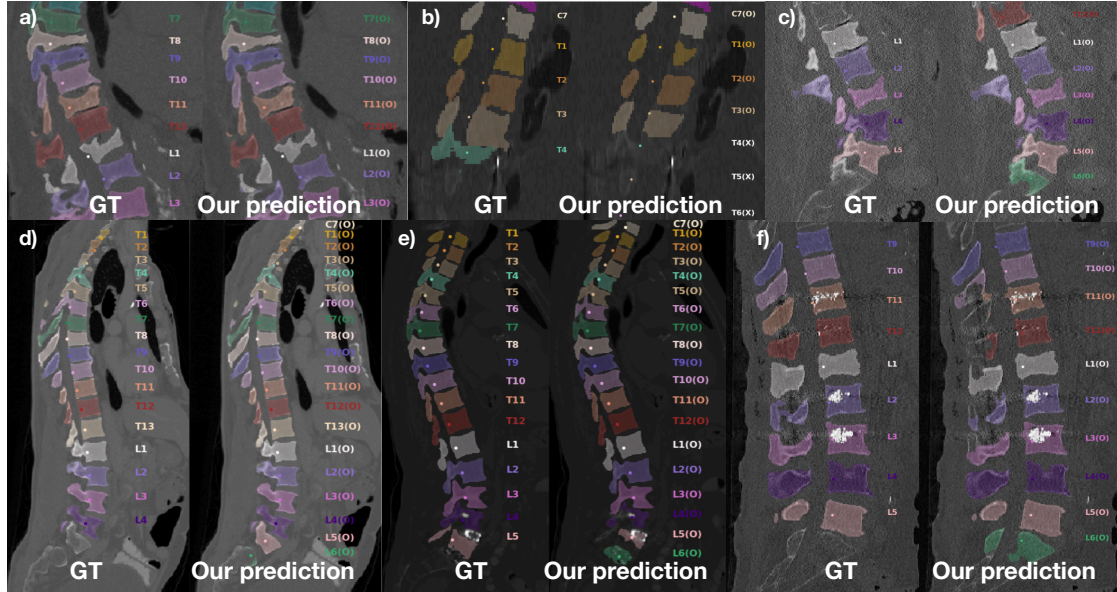 a)
T7
T8
T9
T10
T11
L1
L2
L3
GT
T7(O)
T8(O)
T9(O)
T10(O)
T11(O)
L1(O)
L2(O)
L3(O)
Our prediction
b)
C7
T1
T2
T3
T4
GT
C7(O)
T1(O)
T2(O)
T3(O)
T4(X)
T5(X)
T6(X)
Our prediction
c)
L1
L2
L3
L4
L5
GT
L1(O)
L2(O)
L3(O)
L4(O)
L5(O)
L6(O)
Our prediction
d)
T1
T2
T3
T4
T5
T6
T7
T8
T9
T10
T11
T12
T13
L1
L2
L3
L4
GT
C7(O)
T1(O)
T2(O)
T3(O)
T4(O)
T5(O)
T6(O)
T7(O)
T8(O)
T9(O)
T10(O)
T11(O)
T12(O)
T13(O)
L1(O)
L2(O)
L3(O)
L4(O)
L5(O)
L6(O)
Our prediction
e)
T1
T2
T3
T4
T5
T6
T7
T8
T9
T10
T11
T12
L1
L2
L3
L4
L5
GT
C7(O)
T1(O)
T2(O)
T3(O)
T4(O)
T5(O)
T6(O)
T7(O)
T8(O)
T9(O)
T10(O)
T11(O)
T12(O)
L1(O)
L2(O)
L3(O)
L4(O)
L5(O)
L6(O)
Our prediction
f)
T9
T10
T11
L1
L2
L3
L4
L5
GT
T9(O)
T10(O)
T11(O)
L1(O)
L2(O)
L3(O)
L4(O)
L5(O)
L6(O)
Our prediction